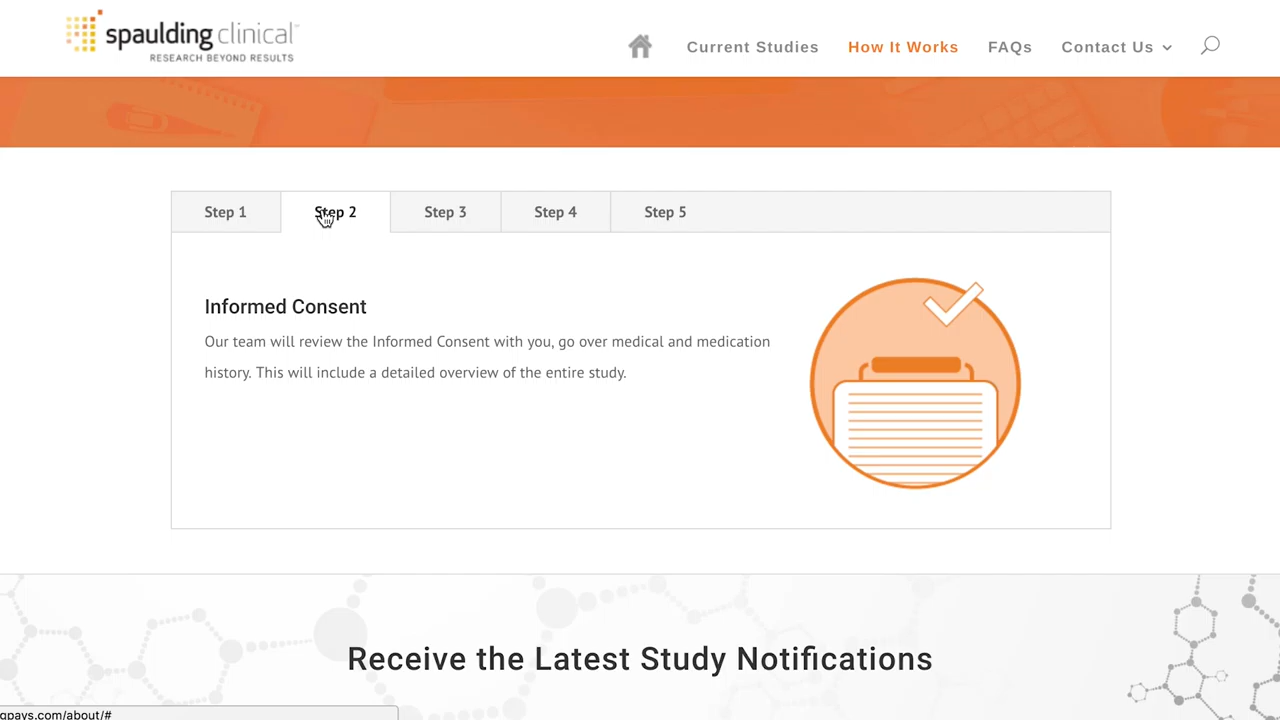 spaulding clinical
RESEARCH BEYOND RESULTS
Current Studies
How It Works
FAQs
Contact Us
Step 1
Step 2
Step 3
Step 4
Step 5
Informed Consent
Our team will review the Informed Consent with you, go over medical and medication
history. This will include a detailed overview of the entire study.
Receive the Latest Study Notifications
gpays.com/about/#